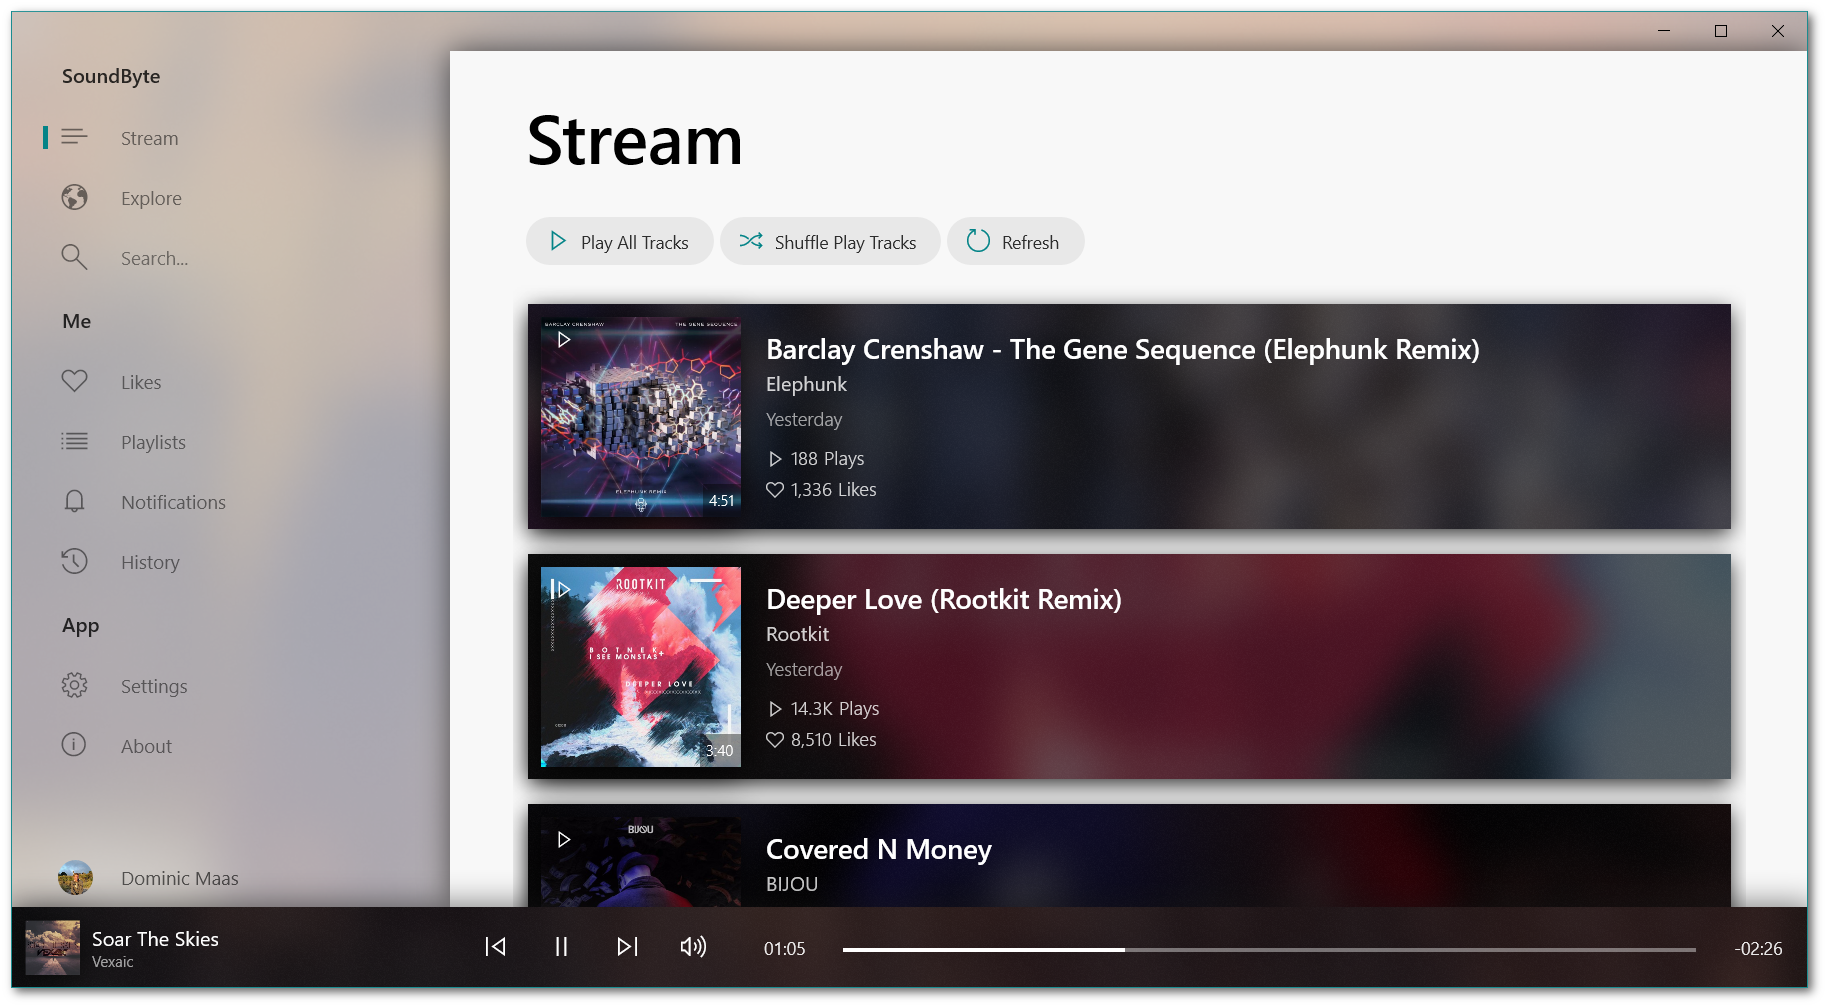 SoundByte
Stream
Explore
Search...
Me
Likes
Playlists
Notifications
History
App
Settings
About
Dominic Maas
Stream
Play All Tracks
Shuffle Play Tracks
Refresh
BARCLAY CRENSHAW
THE GENE SEQUENCE
ELEPHUNK REMIX
4:51
Barclay Crenshaw - The Gene Sequence (Elephunk Remix)
Elephunk
Yesterday
188 Plays
1,336 Likes
ROOTKIT
BOTNEK+
I SEE MONSTAS
DEEPER LOVE
3:40
Deeper Love (Rootkit Remix)
Rootkit
Yesterday
14.3K Plays
8,510 Likes
BIJOU
Covered N Money
BIJOU
Soar The Skies
Vexaic
01:05
-02:26